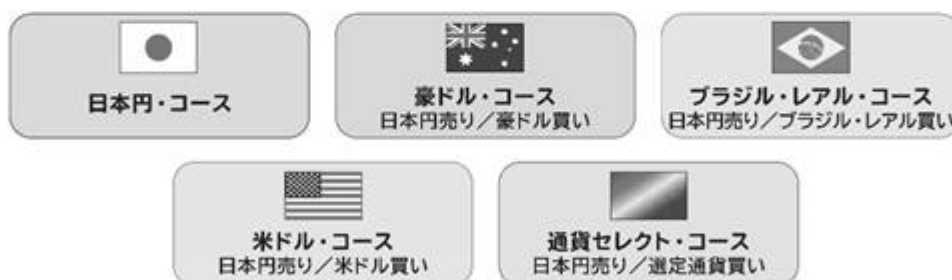 日本円・コース
豪ドル・コース
日本円売り／豪ドル買い
ブラジル・レアル・コース
日本円売り／ブラジル・レアル買い
米ドル・コース
日本円売り／米ドル買い
通貨セレクト・コース
日本円売り／選定通貨買い